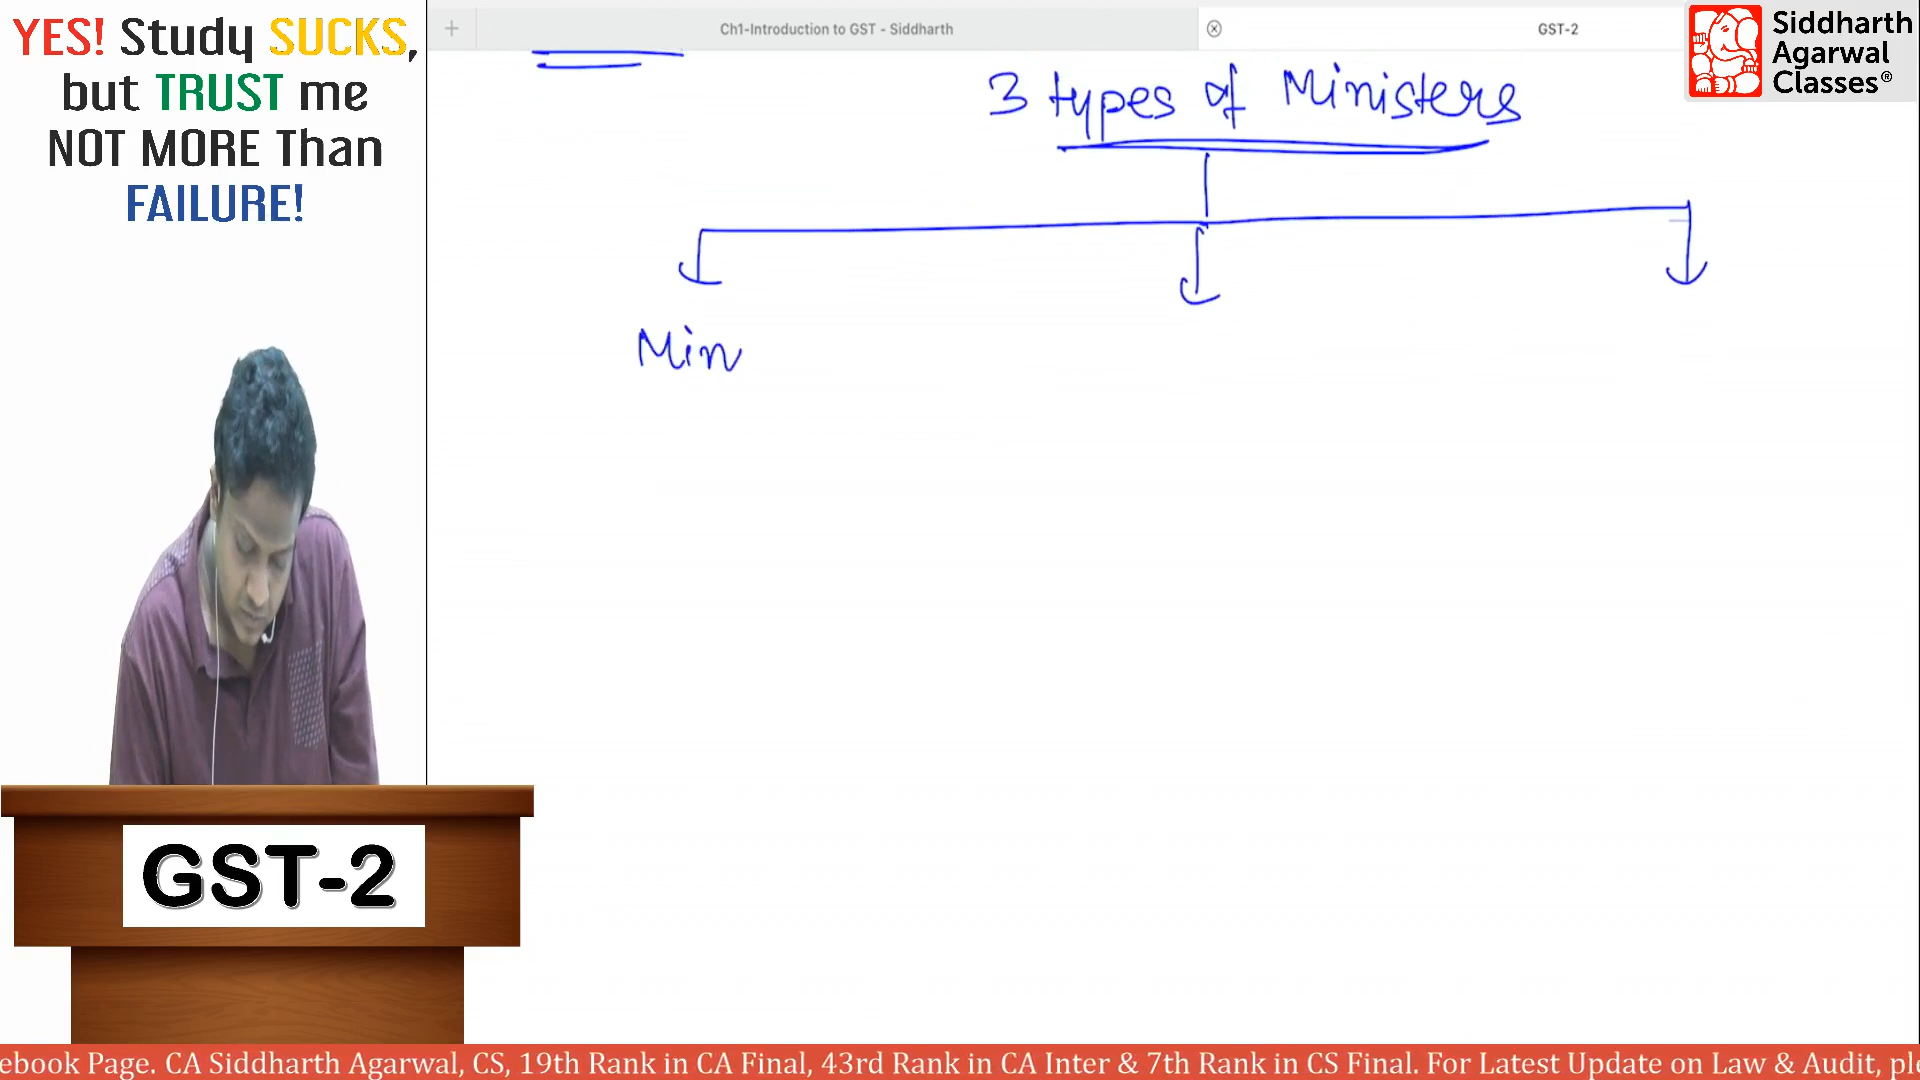 YES! Study SUCKS,
but TRUST me
NOT MORE Than
FAILURE!
Ch1-Introduction to GST - Siddharth
GST-2
Siddharth
Agarwal
Classes®
3 types of Ministers
Min
GST-2
ebook Page. CA Siddharth Agarwal, CS, 19th Rank in CA Final, 43rd Rank in CA Inter & 7th Rank in CS Final. For Latest Update on Law & Audit, ple